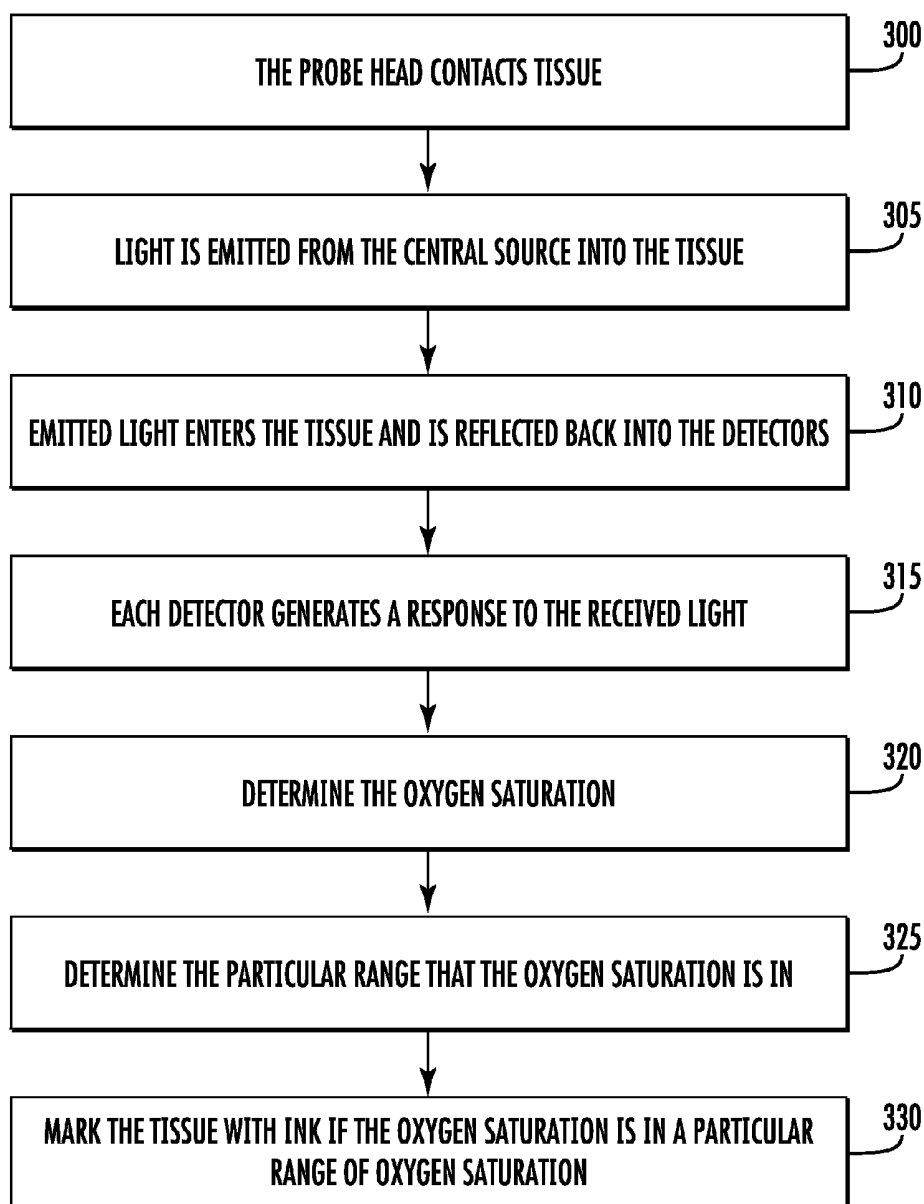 300
THE PROBE HEAD CONTACTS TISSUE
305
LIGHT IS EMITTED FROM THE CENTRAL SOURCE INTO THE TISSUE
310
EMITTED LIGHT ENTERS THE TISSUE AND IS REFLECTED BACK INTO THE DETECTORS
315
EACH DETECTOR GENERATES A RESPONSE TO THE RECEIVED LIGHT
320
DETERMINE THE OXYGEN SATURATION
325
DETERMINE THE PARTICULAR RANGE THAT THE OXYGEN SATURATION IS IN
330
MARK THE TISSUE WITH INK IF THE OXYGEN SATURATION IS IN A PARTICULAR
RANGE OF OXYGEN SATURATION